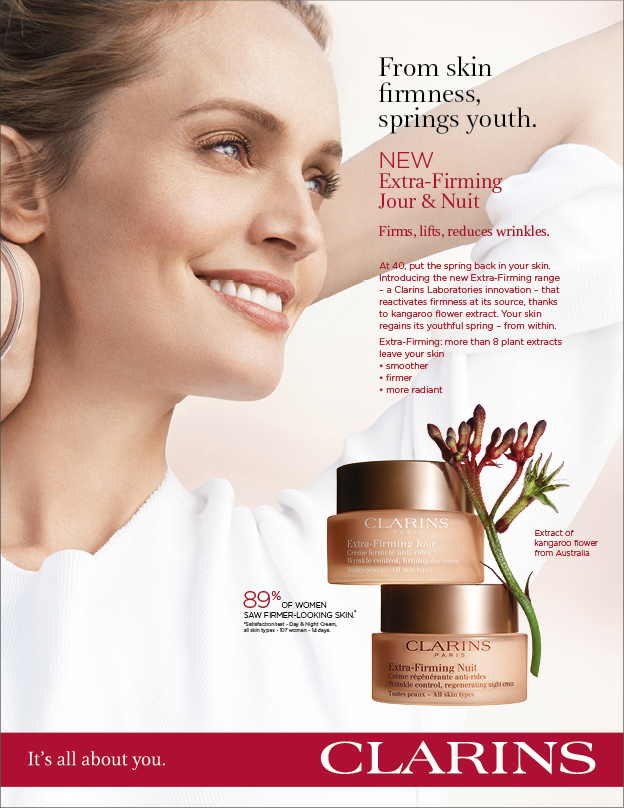 From skin
firmness,
springs youth.
NEW
Extra-Firming
Jour & Nuit
Firms, lifts, reduces wrinkles.
At 40, put the spring back in your skin.
Introducing the new Extra-Firming range
– a Clarins Laboratories innovation – that
reactivates firmness at its source, thanks
to kangaroo flower extract. Your skin
regains its youthful spring – from within.
Extra-Firming: more than 8 plant extracts
leave your skin
• smoother
• firmer
• more radiant
CLARINS
PARIS
Extra-Firming Jour
Crème fermeté anti-rides
Wrinkle control, firming day cream
Toutes peaux – All skin types
Extract of
kangaroo flower
from Australia
89% OF WOMEN
SAW FIRMER-LOOKING SKIN.*
*Satisfaction test - Day & Night Cream,
all skin types - 107 women - 14 days.
CLARINS
PARIS
Extra-Firming Nuit
Crème régénérante anti-rides
Wrinkle control, regenerating night cream
Toutes peaux – All skin types
It's all about you.
CLARINS